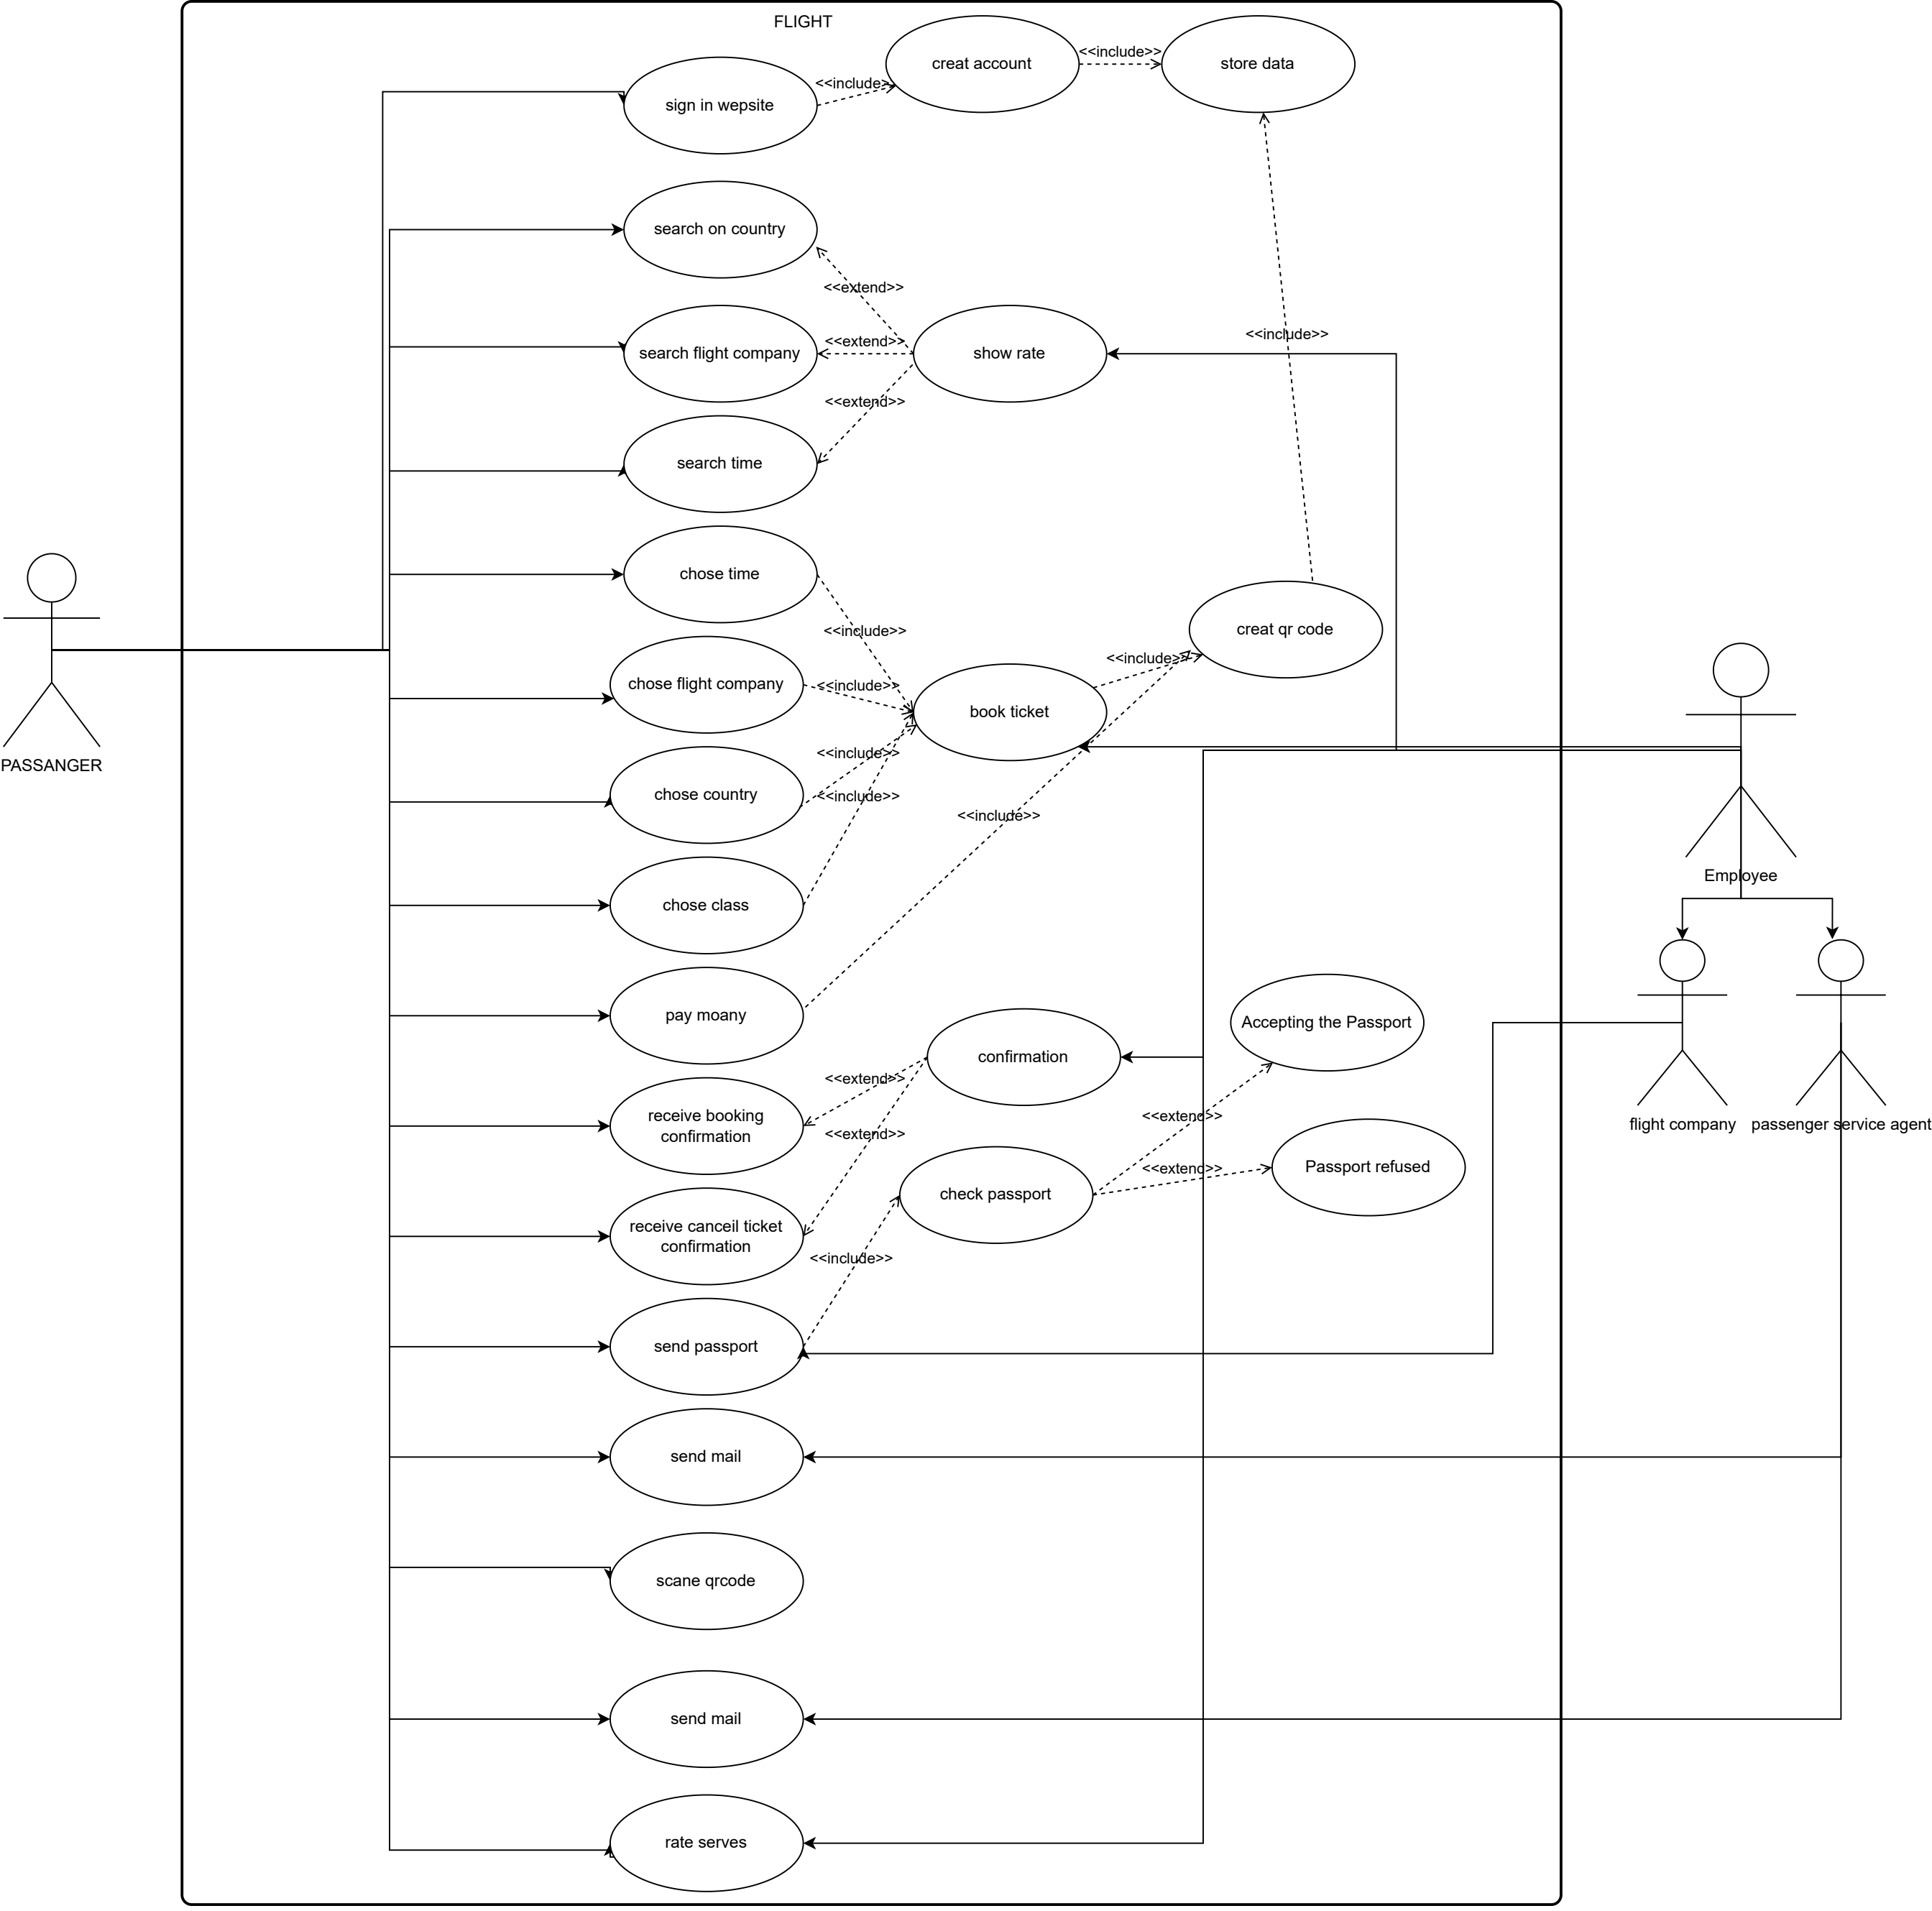 FLIGHT
creat account
<<include>>
store data
<<include>>
sign in wepsite
search on country
<<extend>>
<<include>>
<<extend>>
search flight company
show rate
<<extend>>
search time
chose time
<<include>>
creat qr code
<<include>>
chose flight company
<<include>>
book ticket
<<include>>
PASSANGER
chose country
<<include>>
<<include>>
Employee
chose class
pay moany
Accepting the Passport
confirmation
<<extend>>
receive booking
confirmation
<<extend>>
<<extend>>
flight company
passenger service agent
<<extend>>
Passport refused
check passport
receive canceil ticket
confirmation
<<include>>
send passport
send mail
scane qrcode
send mail
rate serves